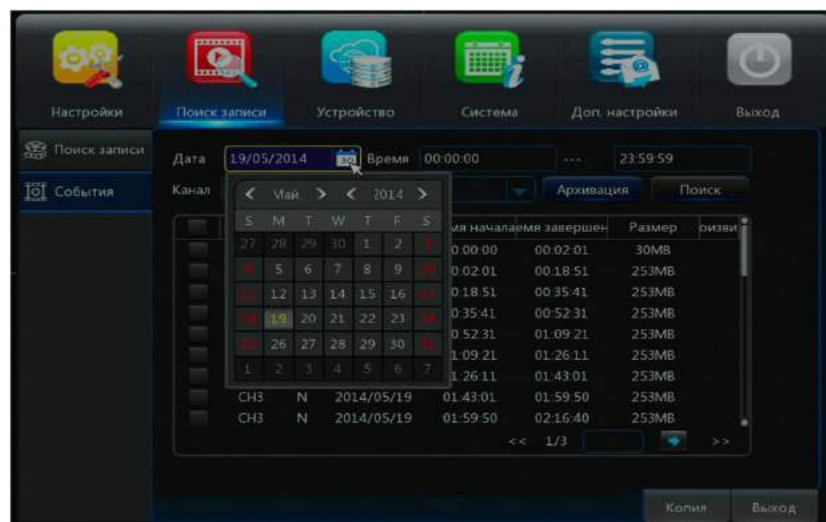 Настройки Поиск записи Устройство Система Доп. настройки Выход
Поиск записи
События
Дата 19/05/2014 30 Время 00:00:00 --- 23:59:59
Канал Архивация Поиск
< Май > < 2014 >
S M T W T F S
27 28 29 30 1 2 3
4 5 6 7 8 9 10
11 12 13 14 15 16 17
18 19 20 21 22 23 24
25 26 27 28 29 30 31
1 2 3 4 5 6 7
мя начала емя завершен Размер оизви
0:00:00 00:02:01 30MB
0:02:01 00:18:51 253MB
0:18:51 00:35:41 253MB
0:35:41 00:52:31 253MB
0:52:31 01:09:21 253MB
1:09:21 01:26:11 253MB
1:26:11 01:43:01 253MB
CH3 N 2014/05/19 01:43:01 01:59:50 253MB
CH3 N 2014/05/19 01:59:50 02:16:40 253MB
<< 1/3 >>
Копия Выход